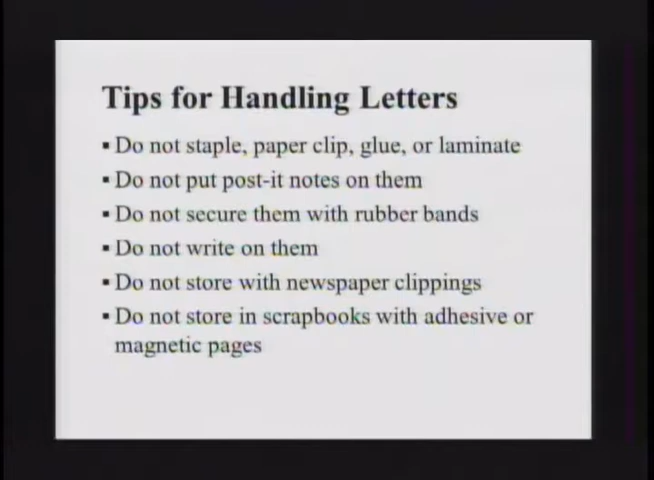 Tips for Handling Letters
▪ Do not staple, paper clip, glue, or laminate
▪ Do not put post-it notes on them
▪ Do not secure them with rubber bands
▪ Do not write on them
▪ Do not store with newspaper clippings
▪ Do not store in scrapbooks with adhesive or
magnetic pages